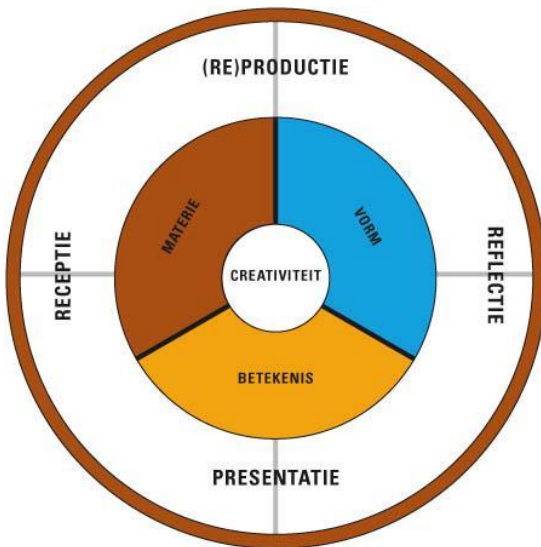 (RE)PRODUCTIE
MATERIE
VORM
RECEPTIE
CREATIVITEIT
REFLECTIE
BETEKENIS
PRESENTATIE